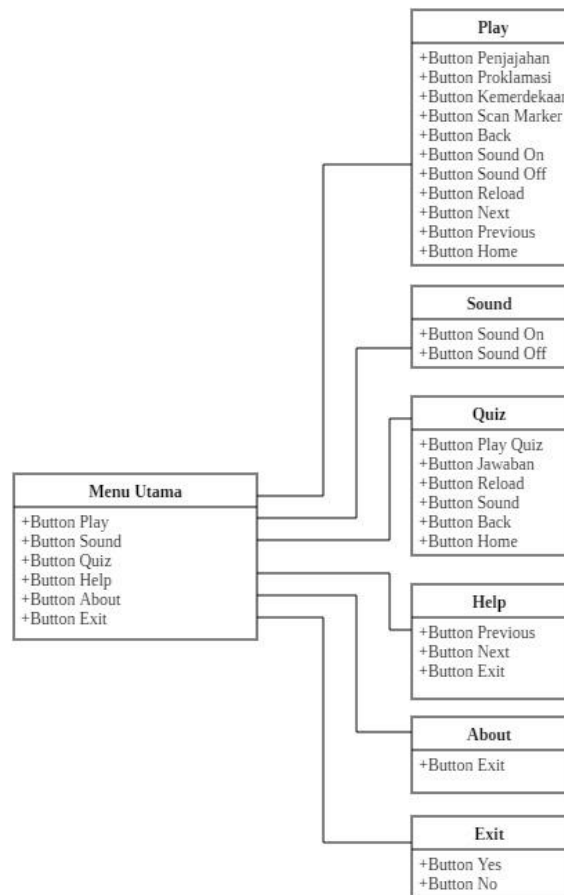 Play
+Button Penjajahan
+Button Proklamasi
+Button Kemerdekaan
+Button Scan Marker
+Button Back
+Button Sound On
+Button Sound Off
+Button Reload
+Button Next
+Button Previous
+Button Home
Sound
+Button Sound On
+Button Sound Off
Quiz
+Button Play Quiz
+Button Jawaban
+Button Reload
+Button Sound
+Button Back
+Button Home
Menu Utama
+Button Play
+Button Sound
+Button Quiz
+Button Help
+Button About
+Button Exit
Help
+Button Previous
+Button Next
+Button Exit
About
+Button Exit
Exit
+Button Yes
+Button No